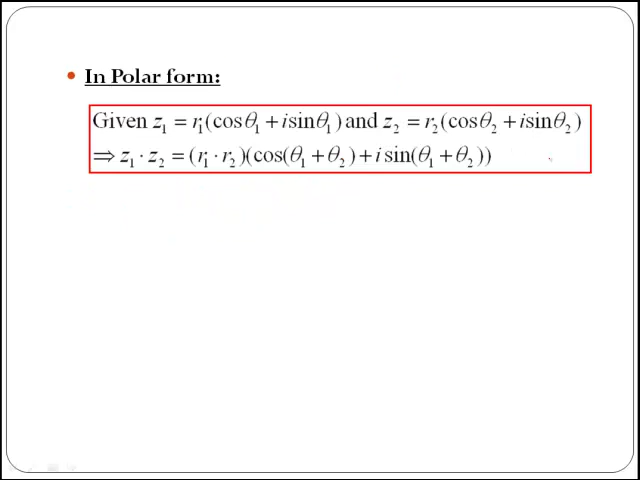 • In Polar form:
Given z₁ = r₁(cosθ₁ + isinθ₁) and z₂ = r₂(cosθ₂ + isinθ₂)
⇒ z₁ · z₂ = (r₁ · r₂)(cos(θ₁ + θ₂) + i sin(θ₁ + θ₂))